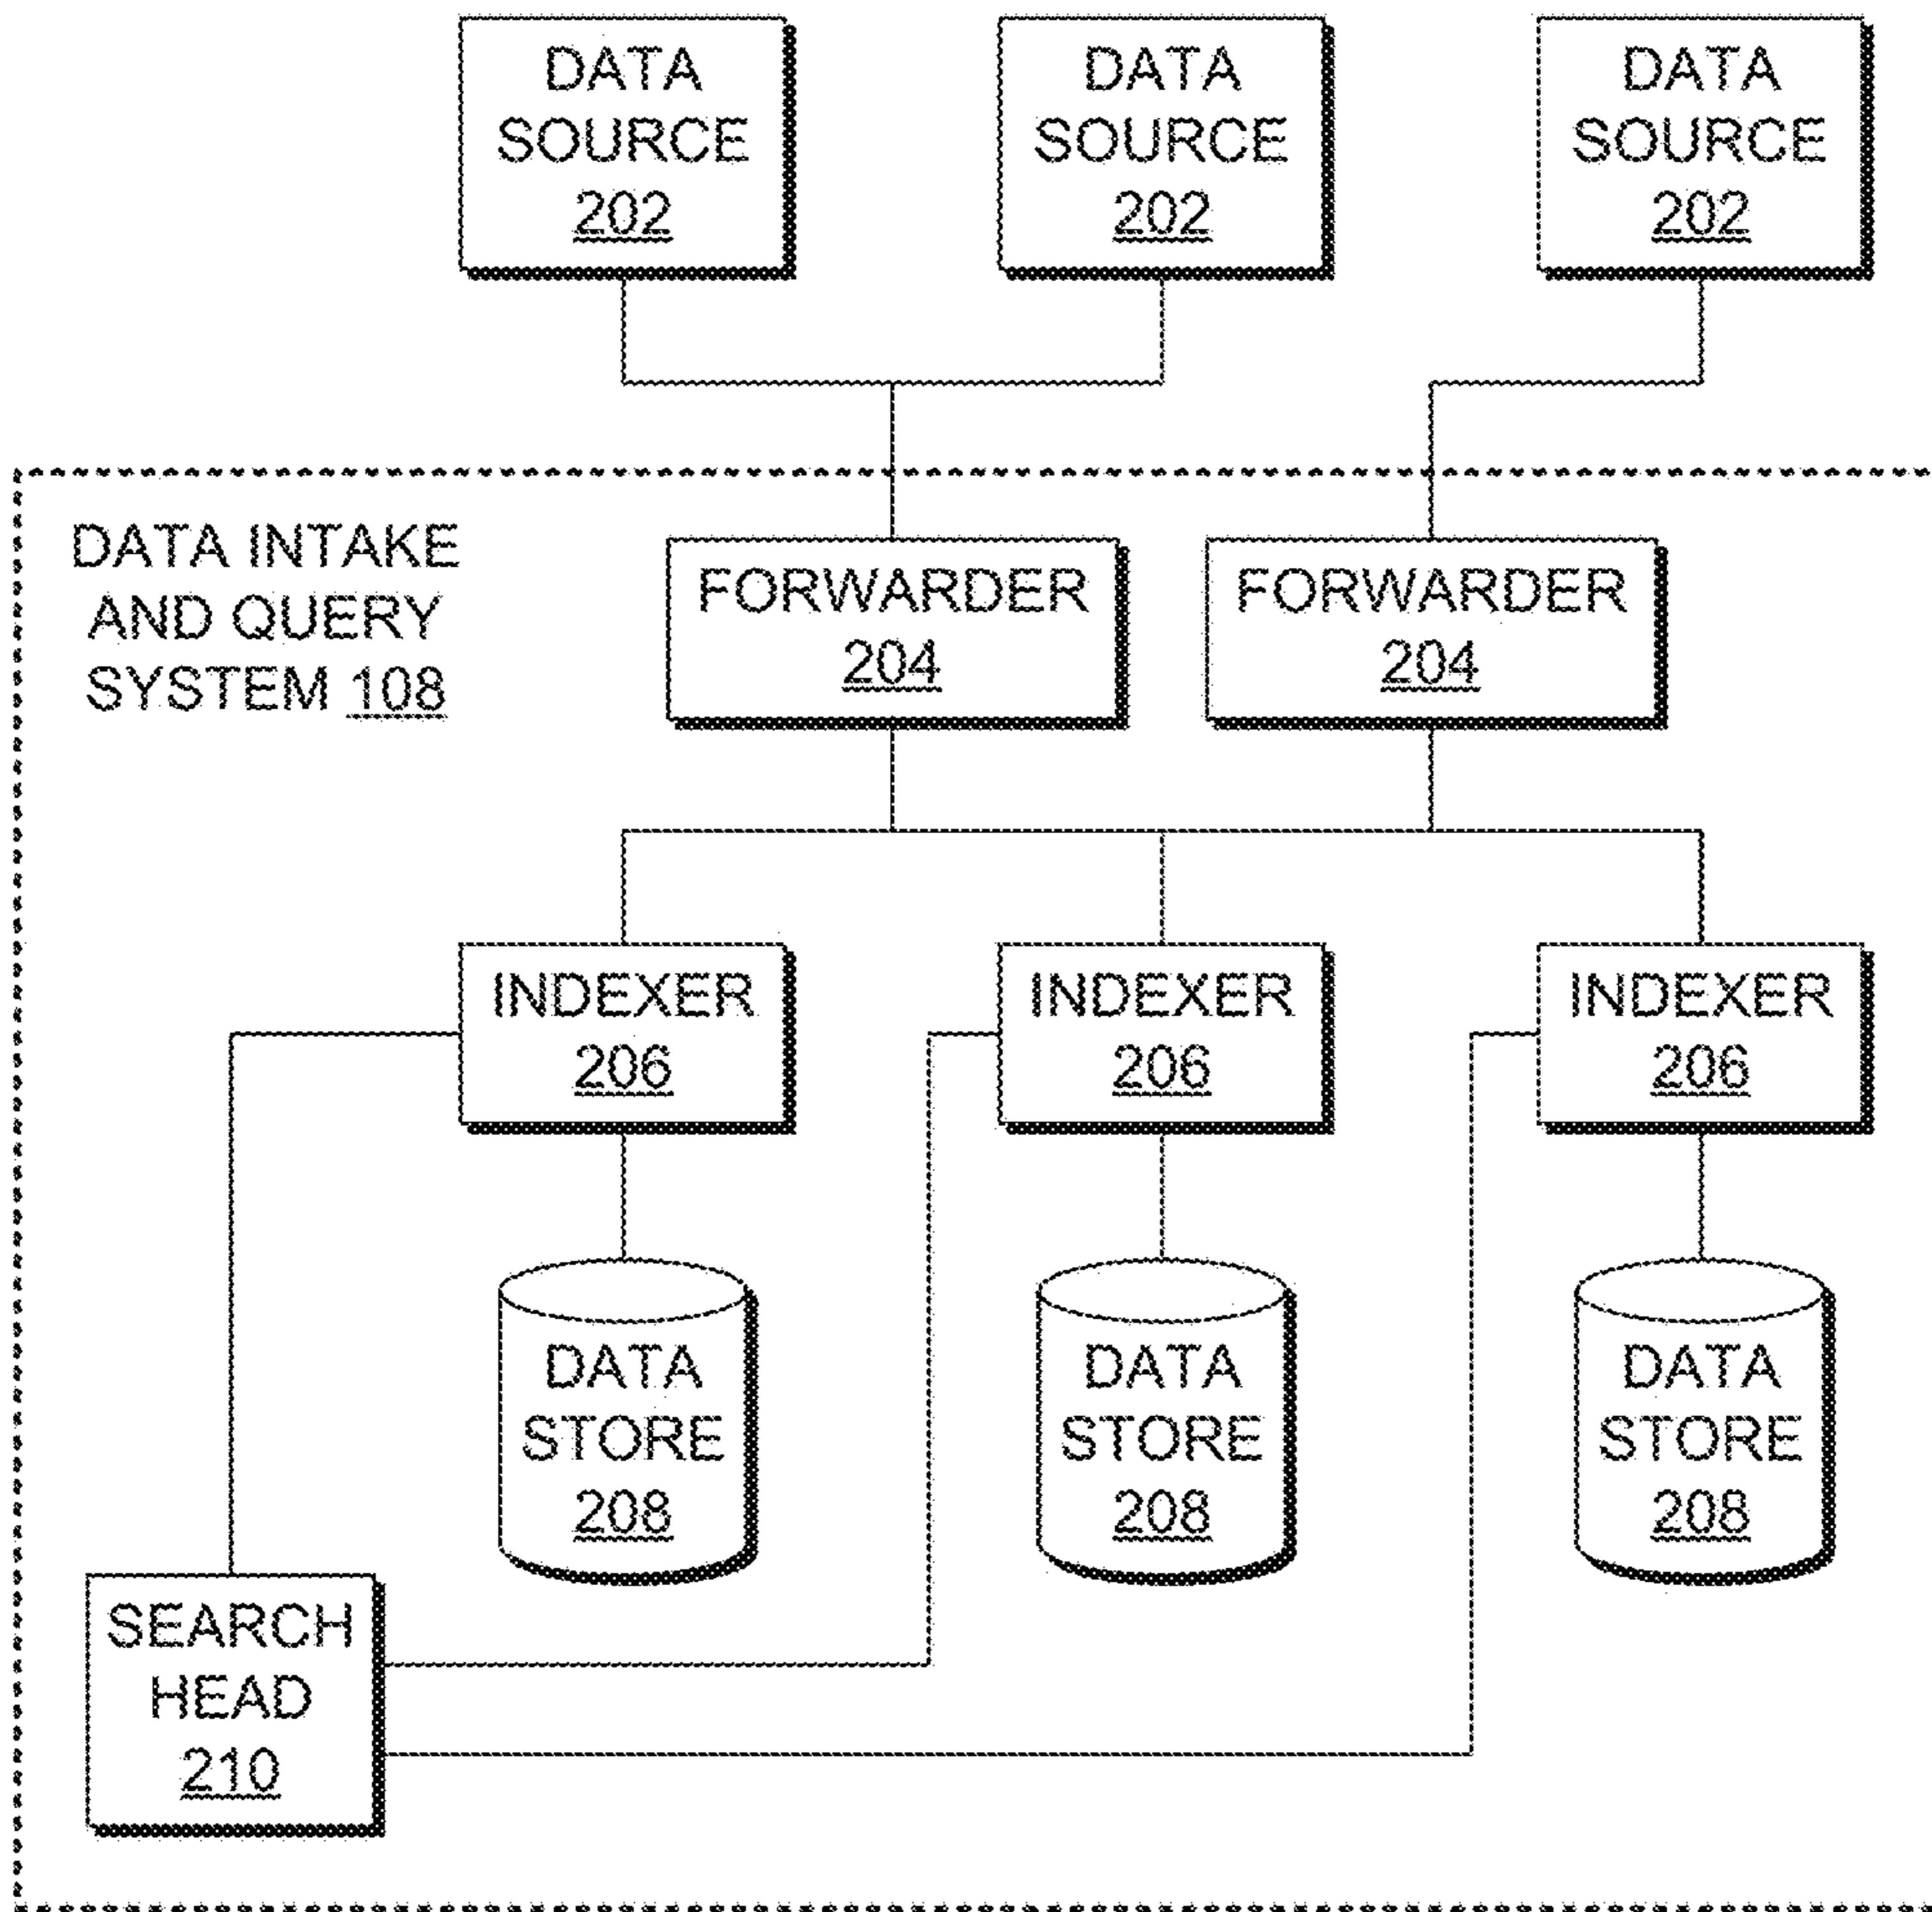 DATA
SOURCE
202
DATA
SOURCE
202
DATA
SOURCE
202
DATA INTAKE
AND QUERY
SYSTEM 108
FORWARDER
204
FORWARDER
204
INDEXER
206
INDEXER
206
INDEXER
206
DATA
STORE
208
DATA
STORE
208
DATA
STORE
208
SEARCH
HEAD
210